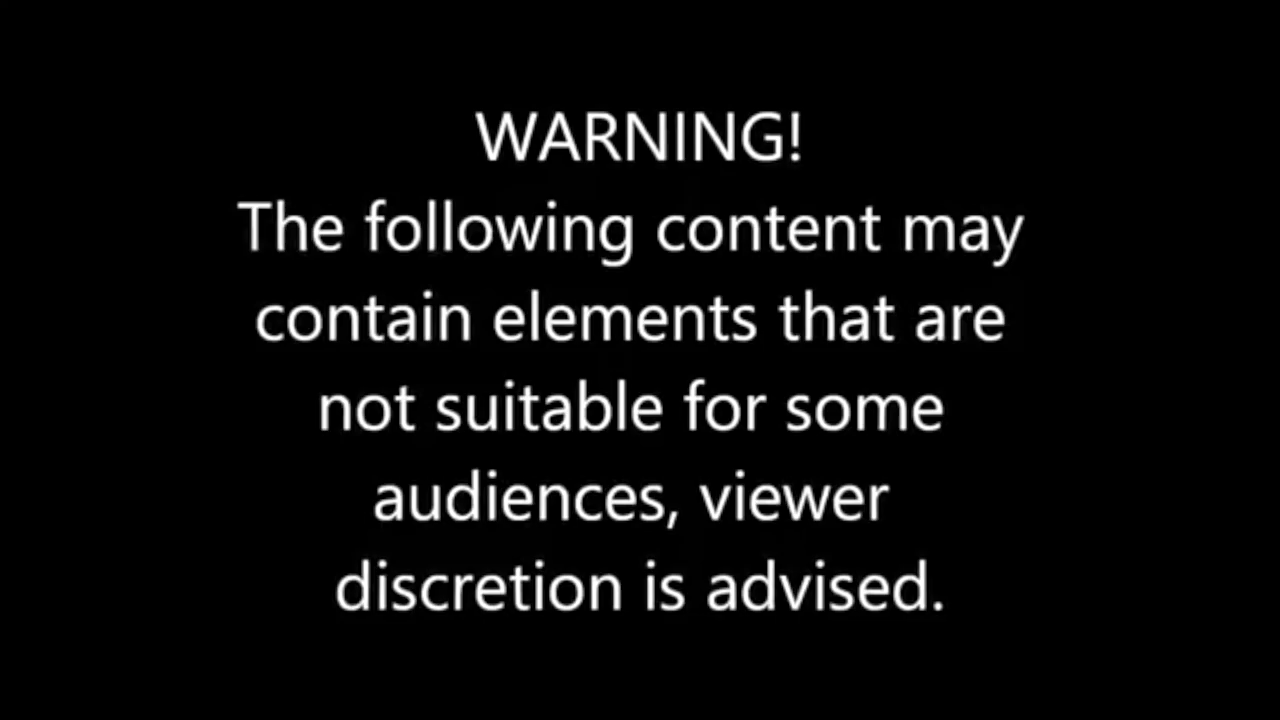 WARNING!
The following content may
contain elements that are
not suitable for some
audiences, viewer
discretion is advised.